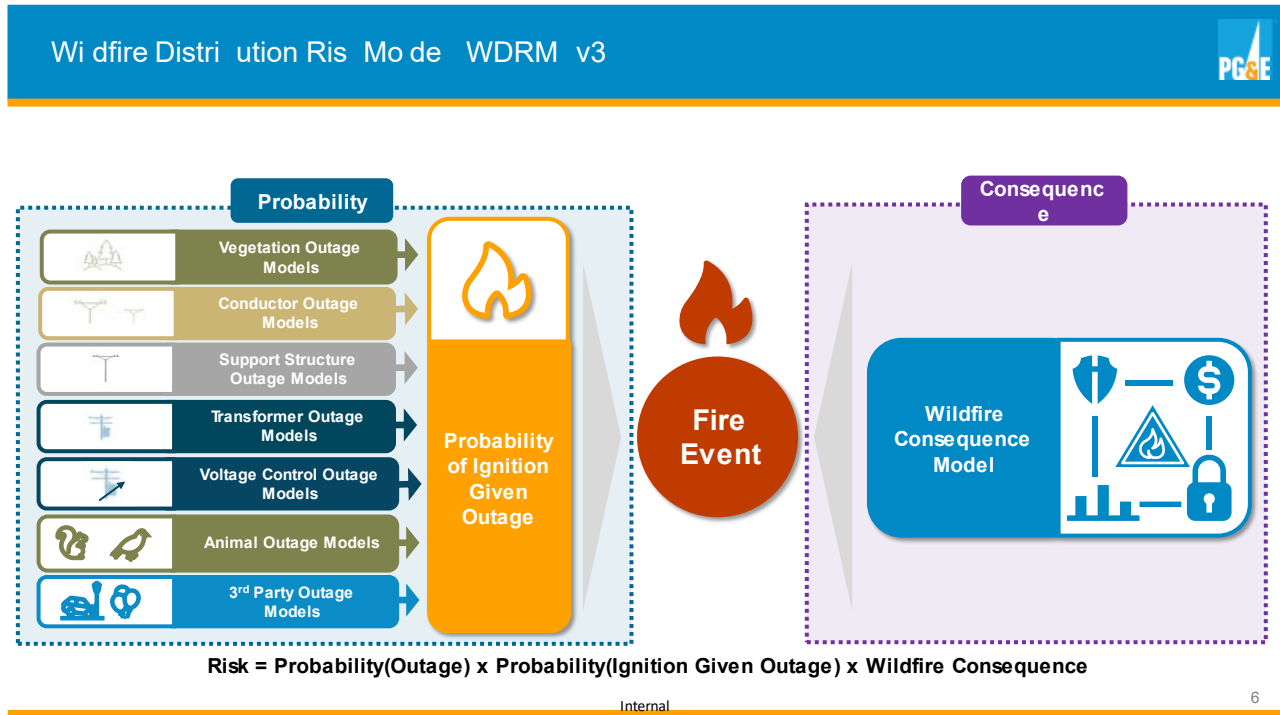 Wi dfire Distri ution Ris Mo de WDRM v3
PG&E
Probability
Consequenc
e
Vegetation Outage
Models
Conductor Outage
Models
Support Structure
Outage Models
Transformer Outage
Models
Voltage Control Outage
Models
Animal Outage Models
3rd Party Outage
Models
Probability
of Ignition
Given
Outage
Fire
Event
Wildfire
Consequence
Model
$
Risk = Probability(Outage) x Probability(Ignition Given Outage) x Wildfire Consequence
Internal
6